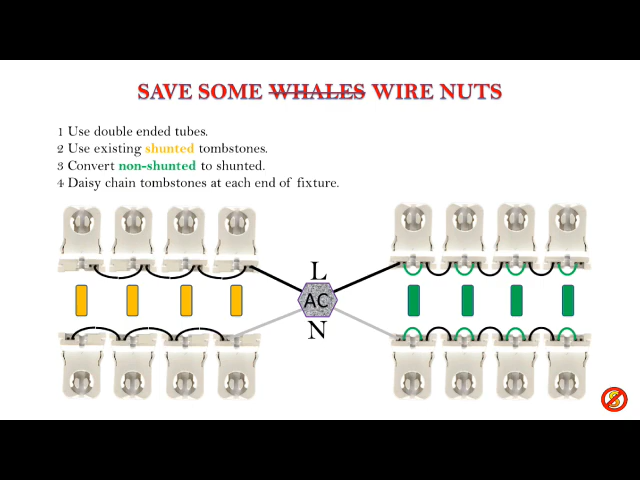 SAVE SOME WHALES WIRE NUTS
1 Use double ended tubes.
2 Use existing shunted tombstones.
3 Convert non-shunted to shunted.
4 Daisy chain tombstones at each end of fixture.
L
AC
N
S